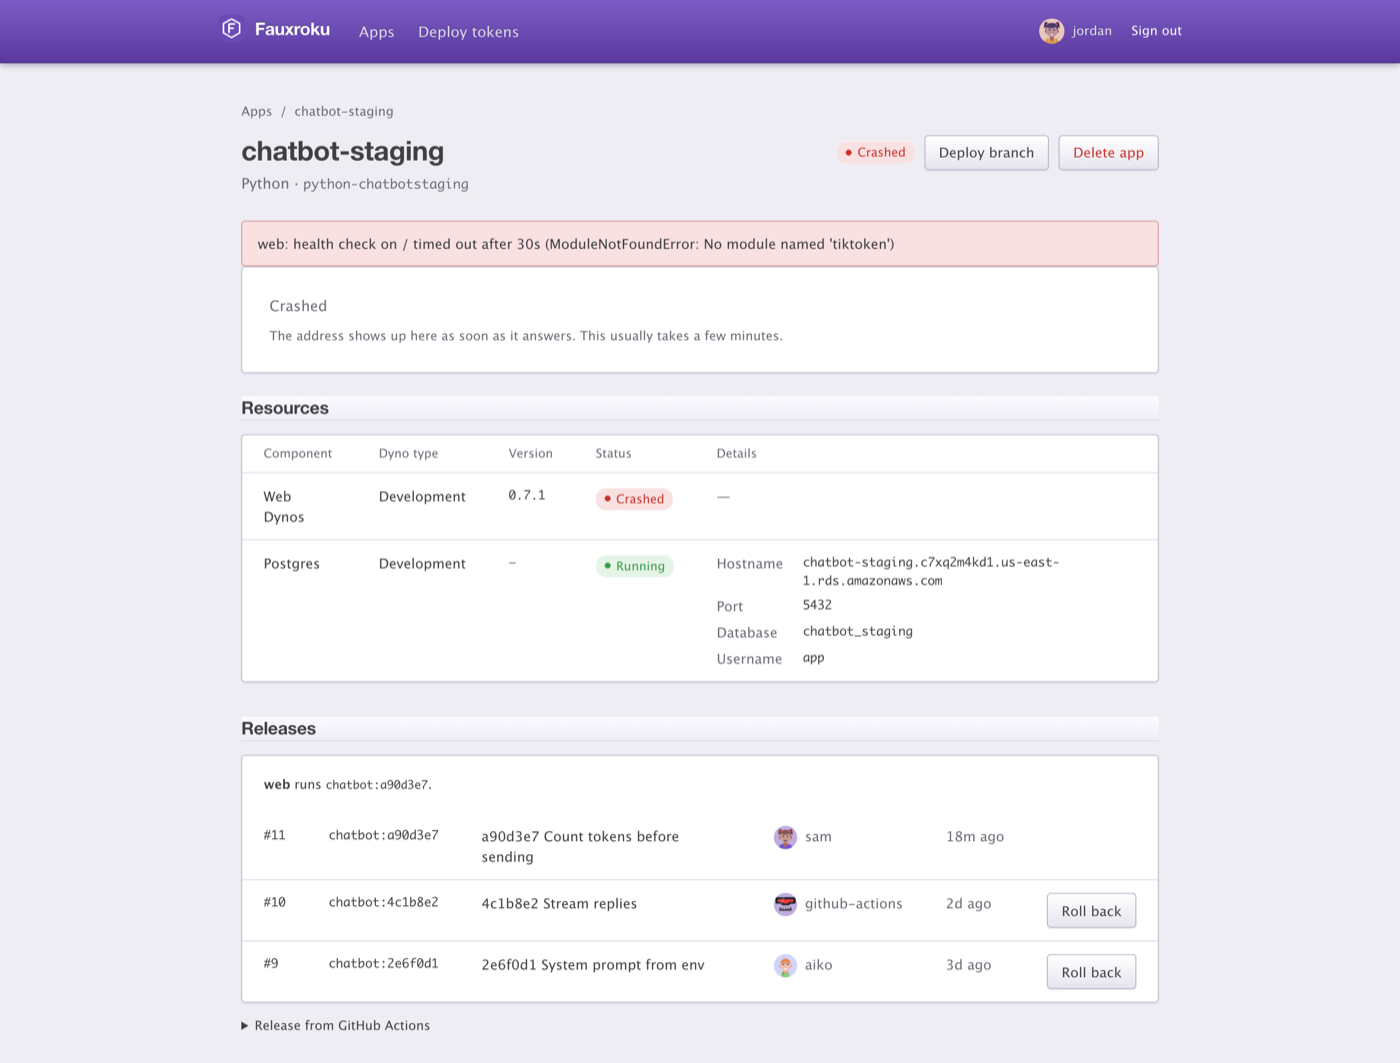 Fauxroku
Apps
Deploy tokens
jordan
Sign out
Apps / chatbot-staging
chatbot-staging
Crashed
Deploy branch
Delete app
Python · python-chatbotstaging
web: health check on / timed out after 30s (ModuleNotFoundError: No module named 'tiktoken')
Crashed
The address shows up here as soon as it answers. This usually takes a few minutes.
Resources
Component Dyno type Version Status Details
Web Dynos Development 0.7.1 Crashed —
Postgres Development – Running
Hostname chatbot-staging.c7xq2m4kd1.us-east-
1.rds.amazonaws.com
Port 5432
Database chatbot_staging
Username app
Releases
web runs chatbot:a90d3e7.
#11 chatbot:a90d3e7 a90d3e7 Count tokens before
sending
sam 18m ago
#10 chatbot:4c1b8e2 4c1b8e2 Stream replies github-actions 2d ago Roll back
#9 chatbot:2e6f0d1 2e6f0d1 System prompt from env aiko 3d ago Roll back
Release from GitHub Actions